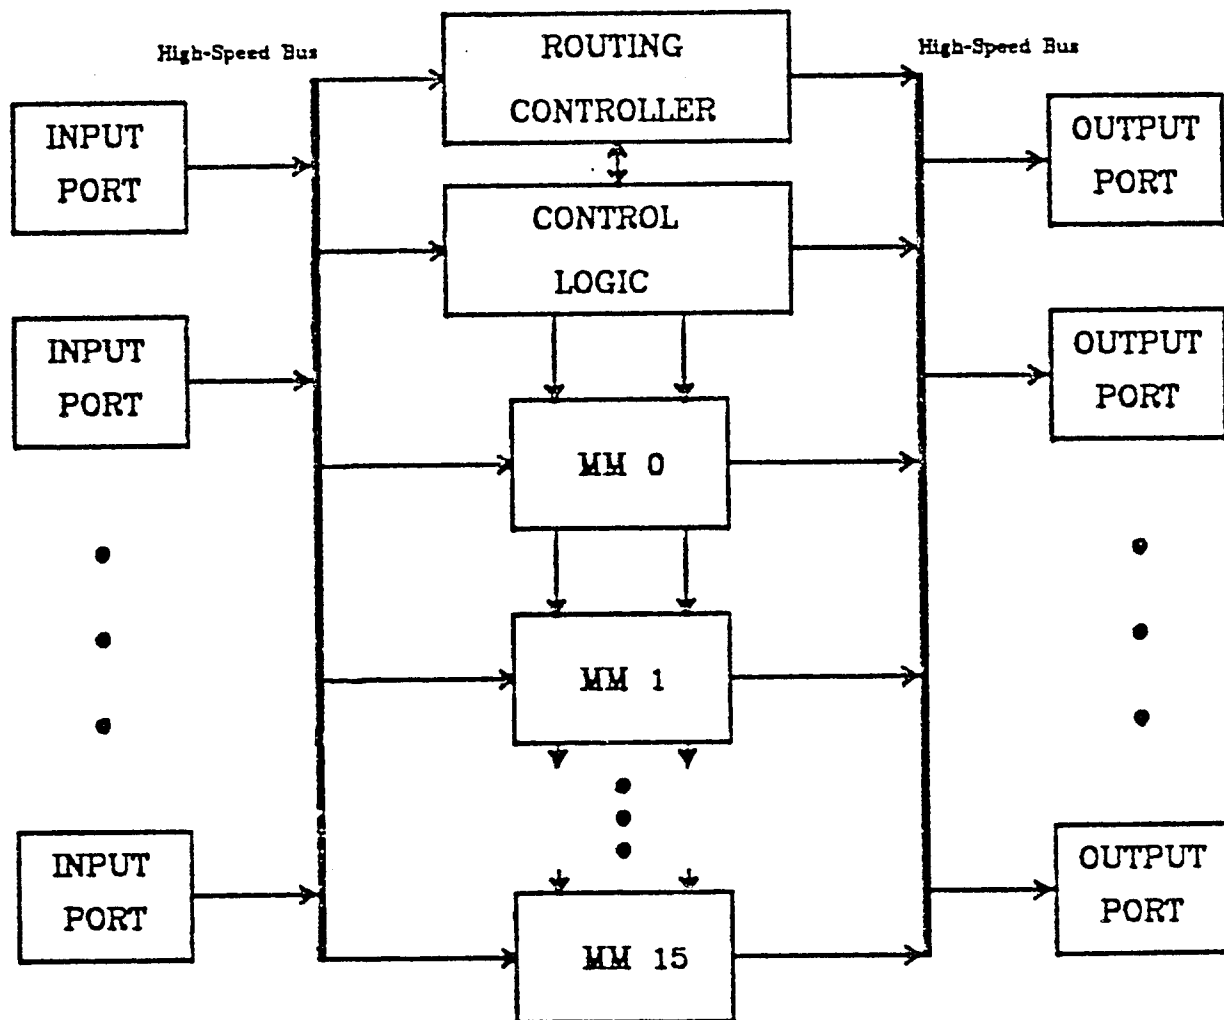 High-Speed Bus
ROUTING
CONTROLLER
High-Speed Bus
INPUT
PORT
OUTPUT
PORT
CONTROL
LOGIC
INPUT
PORT
OUTPUT
PORT
MM 0
MM 1
INPUT
PORT
OUTPUT
PORT
MM 15